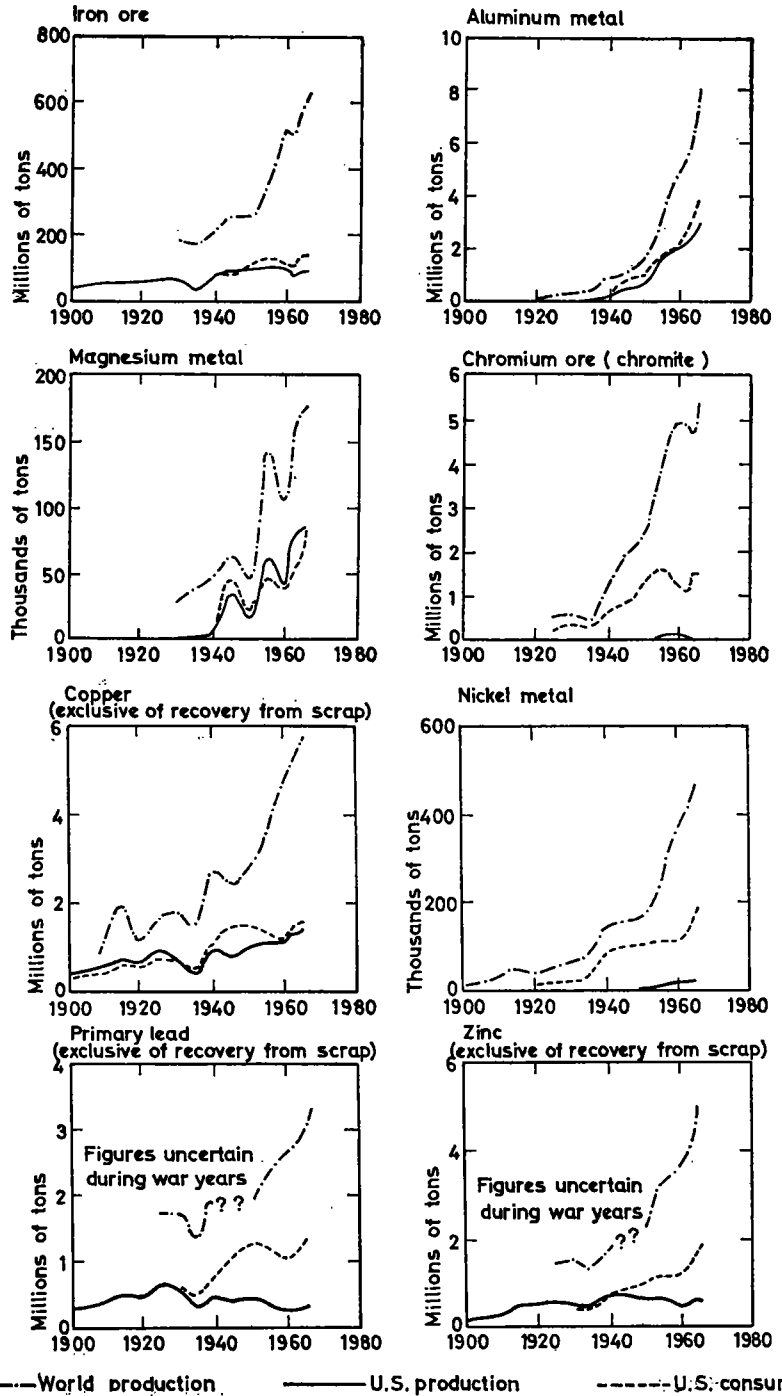 Iron ore
800
600
400
200
0
Millions of tons
1900 1920 1940 1960 1980
Aluminum metal
10
8
6
4
2
0
Millions of tons
1900 1920 1940 1960 1980
Magnesium metal
200
150
100
50
0
Thousands of tons
1900 1920 1940 1960 1980
Chromium ore ( chromite )
6
5
4
3
2
1
0
Millions of tons
1900 1920 1940 1960 1980
Copper
(exclusive of recovery from scrap)
6
4
2
0
Millions of tons
1900 1920 1940 1960 1980
Nickel metal
600
400
200
0
Thousands of tons
1900 1920 1940 1960 1980
Primary lead
(exclusive of recovery from scrap)
4
3
2
1
0
Millions of tons
Figures uncertain
during war years
? ?
1900 1920 1940 1960 1980
Zinc
(exclusive of recovery from scrap)
6
4
2
0
Millions of tons
Figures uncertain
during war years
??
1900 1920 1940 1960 1980
World production U.S. production U.S. consum